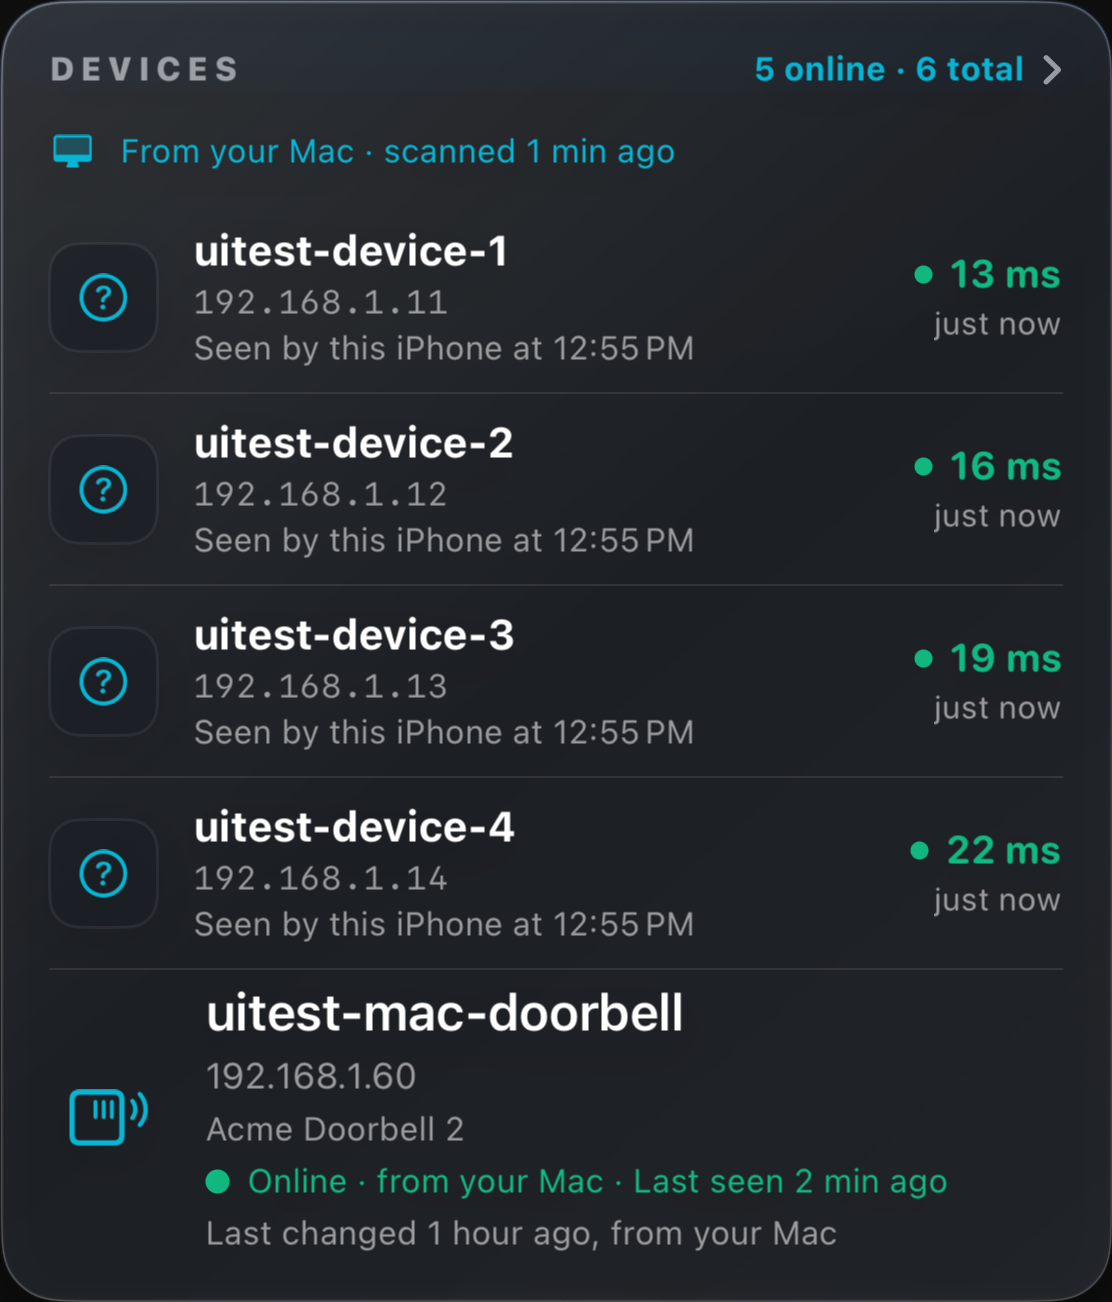 DEVICES
5 online · 6 total
From your Mac · scanned 1 min ago
uitest-device-1
192.168.1.11
Seen by this iPhone at 12:55 PM
13 ms
just now
uitest-device-2
192.168.1.12
Seen by this iPhone at 12:55 PM
16 ms
just now
uitest-device-3
192.168.1.13
Seen by this iPhone at 12:55 PM
19 ms
just now
uitest-device-4
192.168.1.14
Seen by this iPhone at 12:55 PM
22 ms
just now
uitest-mac-doorbell
192.168.1.60
Acme Doorbell 2
Online · from your Mac · Last seen 2 min ago
Last changed 1 hour ago, from your Mac